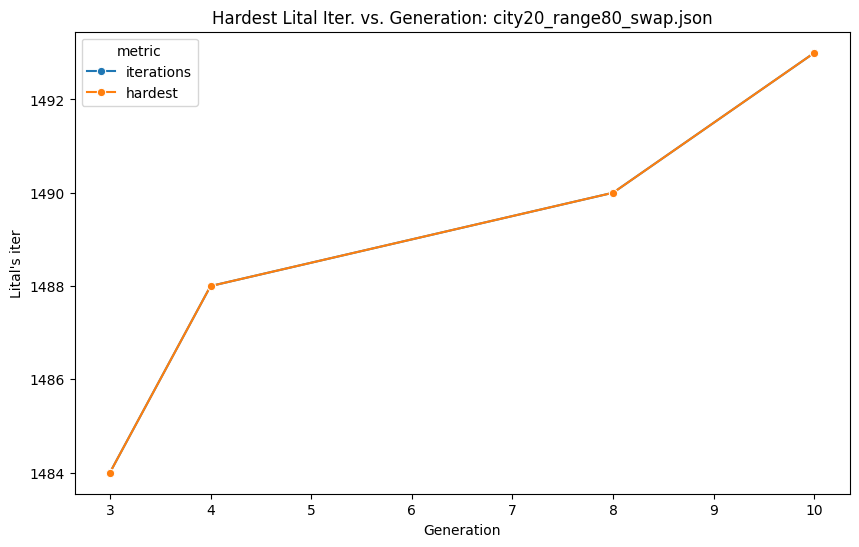 Hardest Lital Iter. vs. Generation: city20_range80_swap.json
metric
iterations
hardest
1492
1490
1488
1486
1484
Lital's iter
3 4 5 6 7 8 9 10
Generation